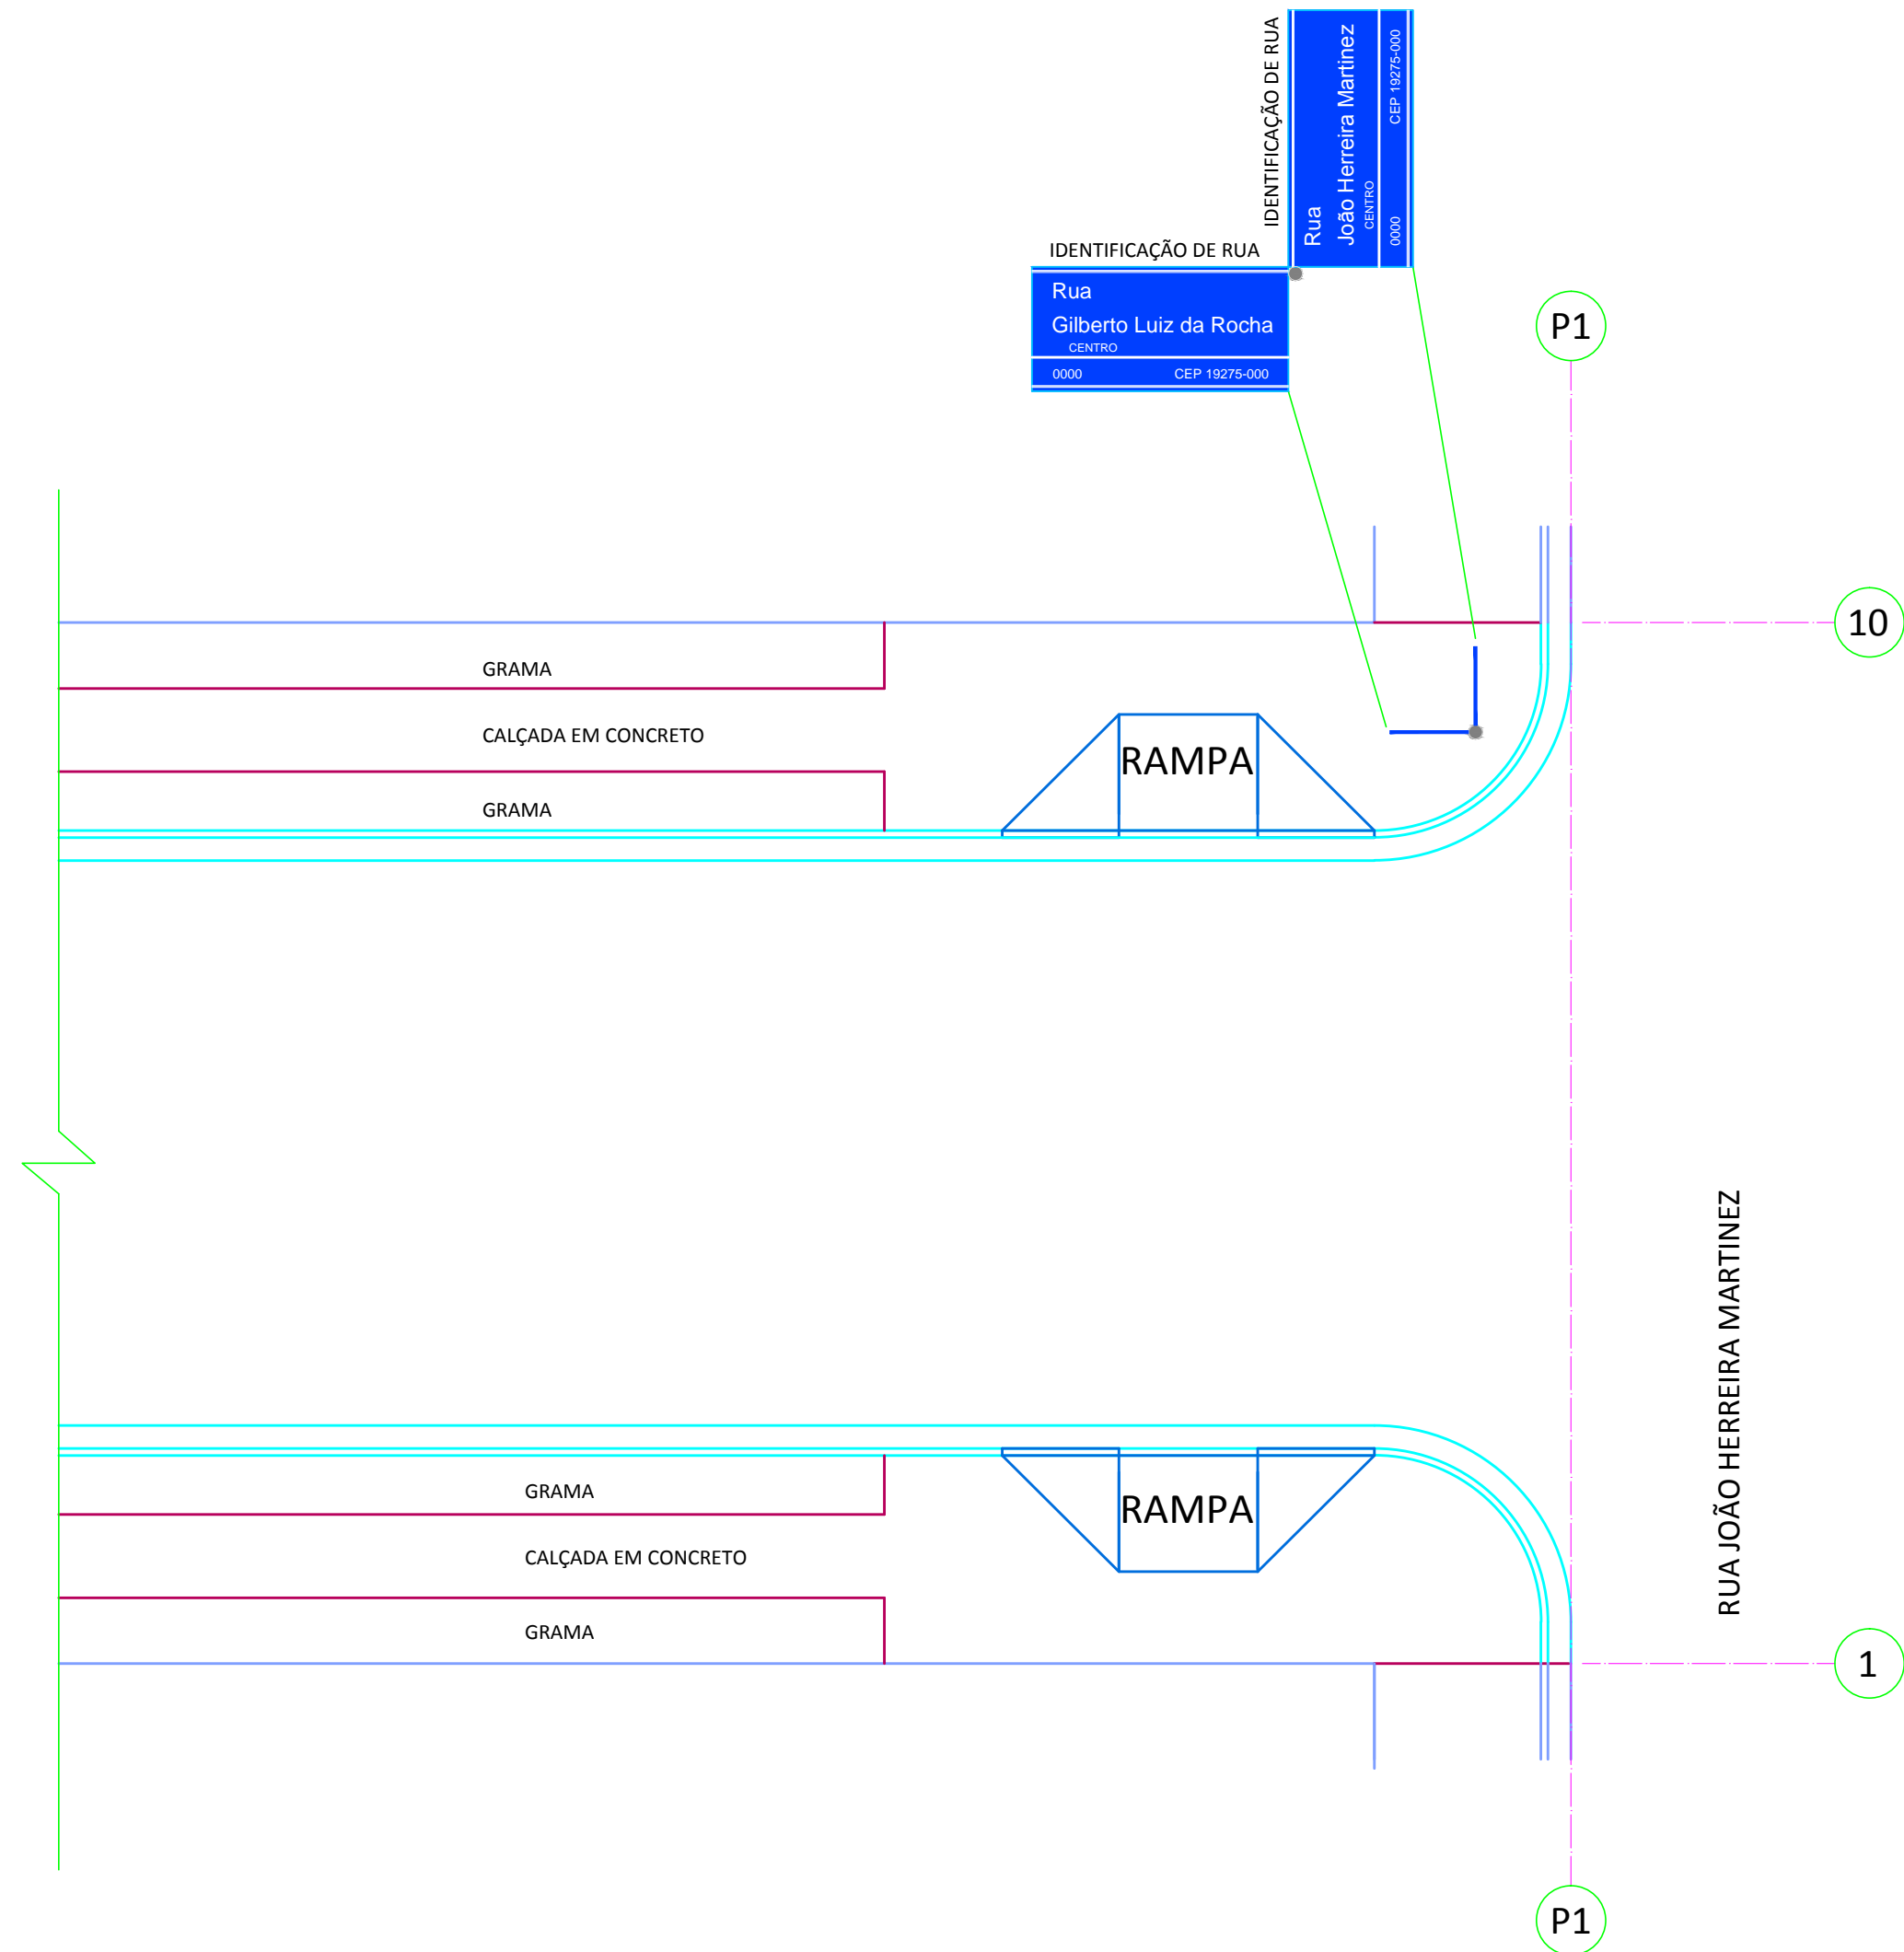 IDENTIFICAÇÃO DE RUA
Rua
João Herreira Martinez
CENTRO
0000 CEP 19275-000
IDENTIFICAÇÃO DE RUA
Rua
Gilberto Luiz da Rocha
CENTRO
0000 CEP 19275-000
P1
10
GRAMA
CALÇADA EM CONCRETO
RAMPA
GRAMA
RUA JOÃO HERREIRA MARTINEZ
GRAMA
RAMPA
CALÇADA EM CONCRETO
GRAMA
1
P1